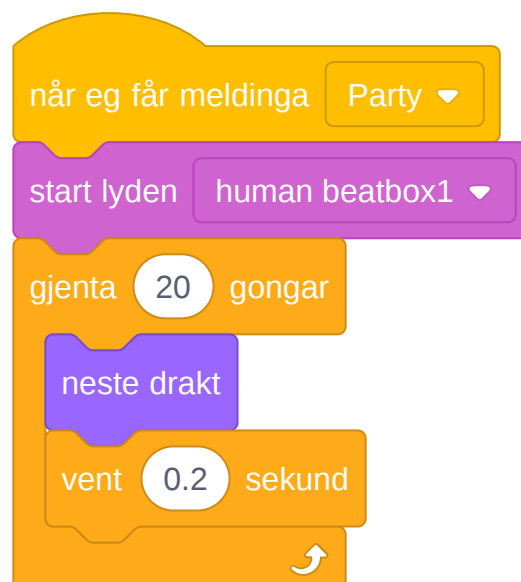 når eg får meldinga Party
start lyden human beatbox1
gjenta 20 gongar
neste drakt
vent 0.2 sekund